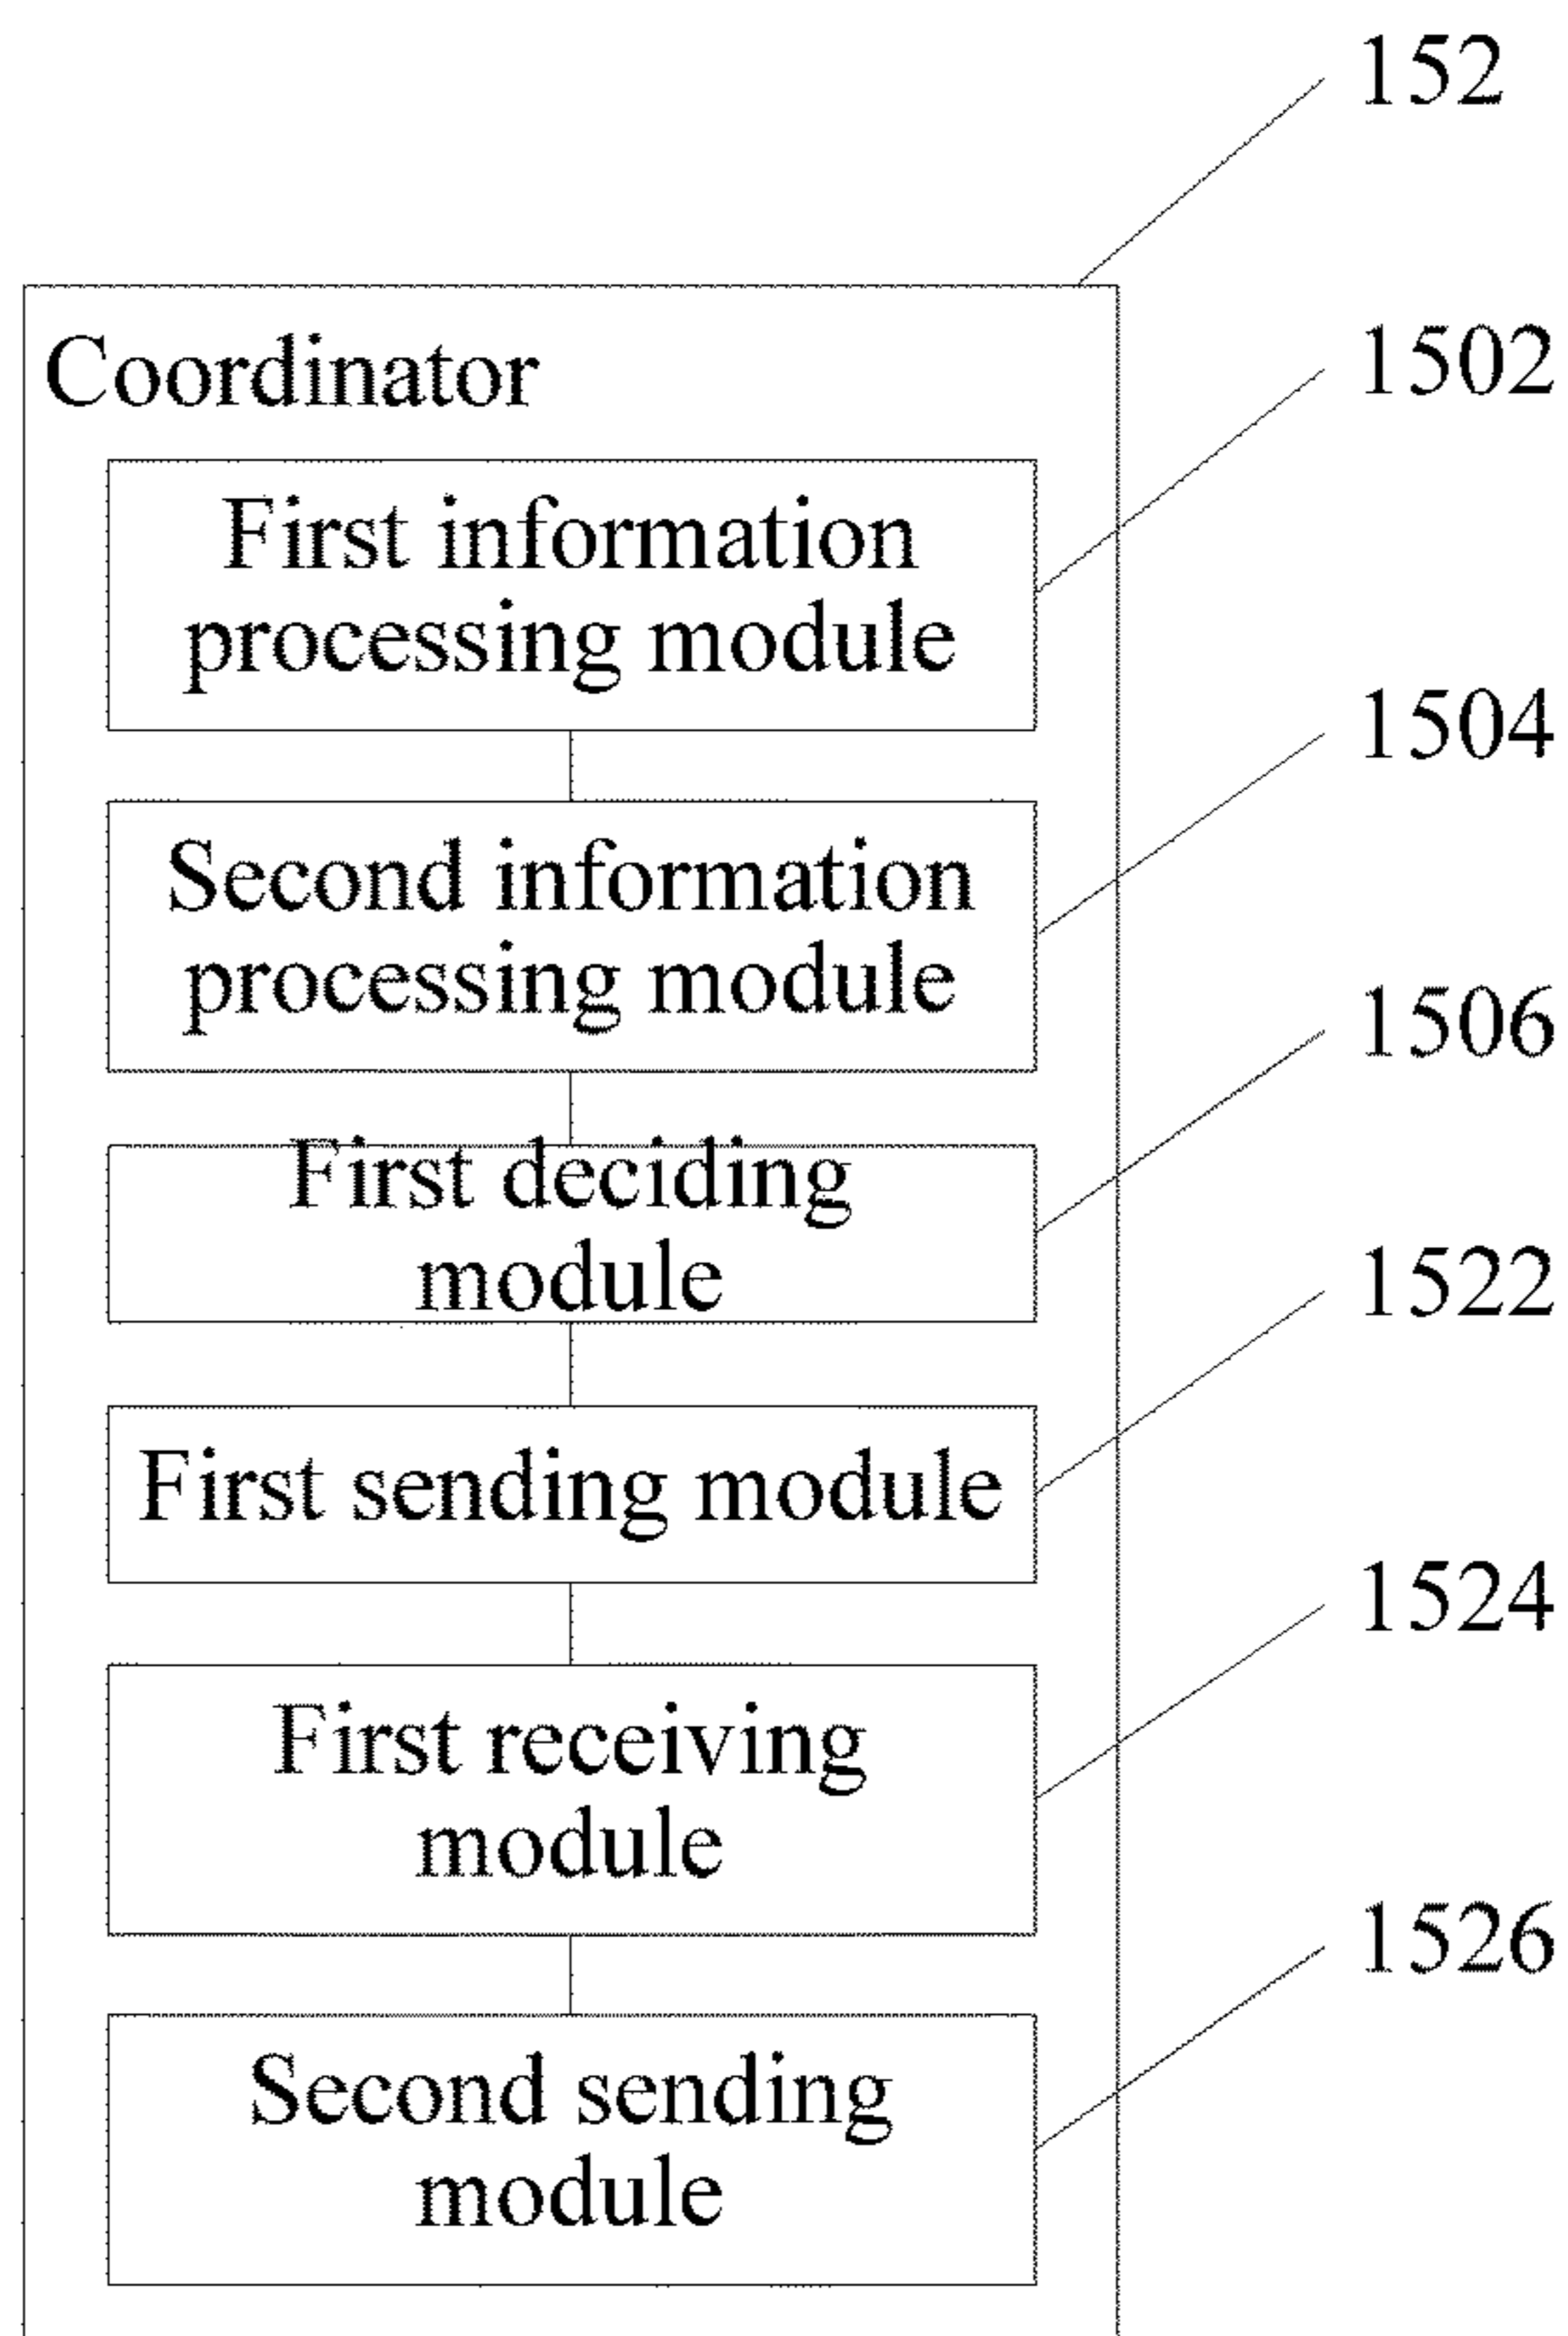 152
Coordinator
1502
First information
processing module
1504
Second information
processing module
1506
First deciding
module
1522
First sending module
1524
First receiving
module
1526
Second sending
module